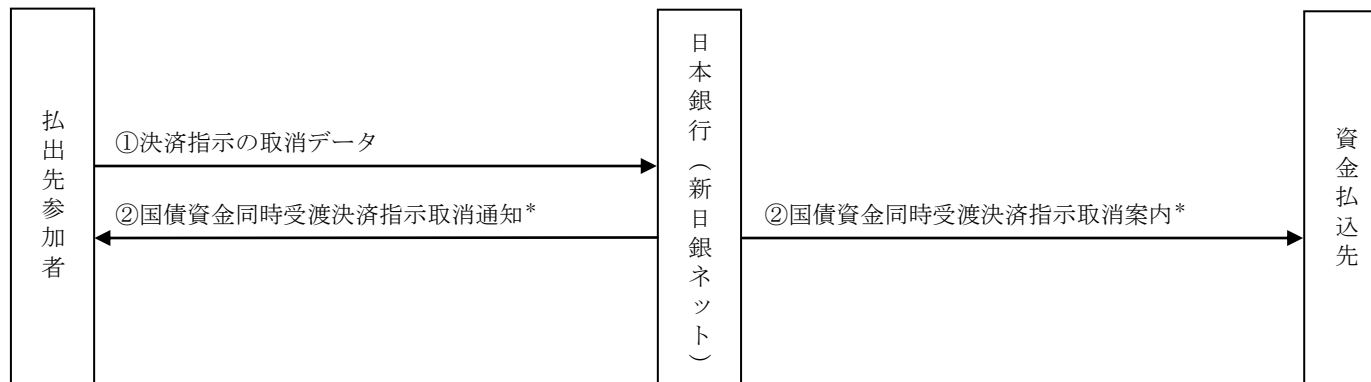 払出先参加者
①決済指示の取消データ
②国債資金同時受渡決済指示取消通知*
日本銀行（新日銀ネット）
②国債資金同時受渡決済指示取消案内*
資金払込先